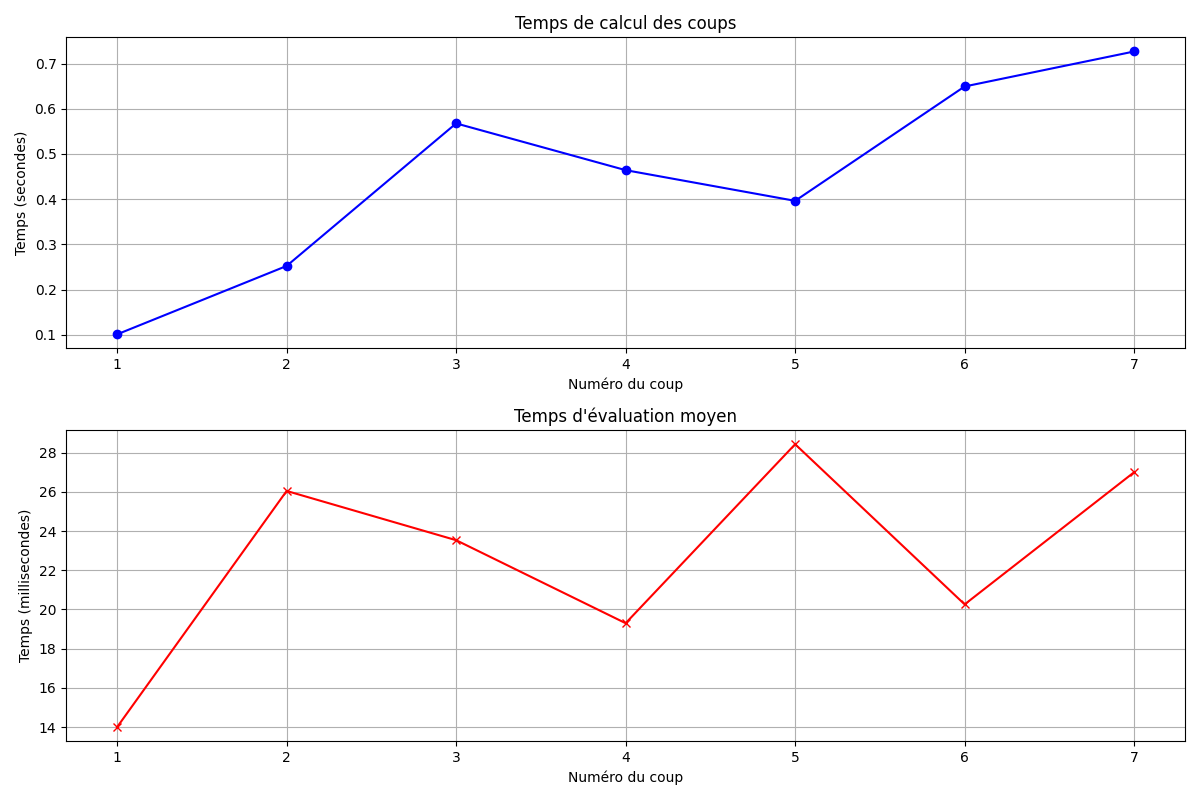 Temps de calcul des coups
0.7
0.6
0.5
0.4
0.3
0.2
0.1
Temps (secondes)
1 2 3 4 5 6 7
Numéro du coup
Temps d'évaluation moyen
28
26
24
22
20
18
16
14
Temps (millisecondes)
1 2 3 4 5 6 7
Numéro du coup